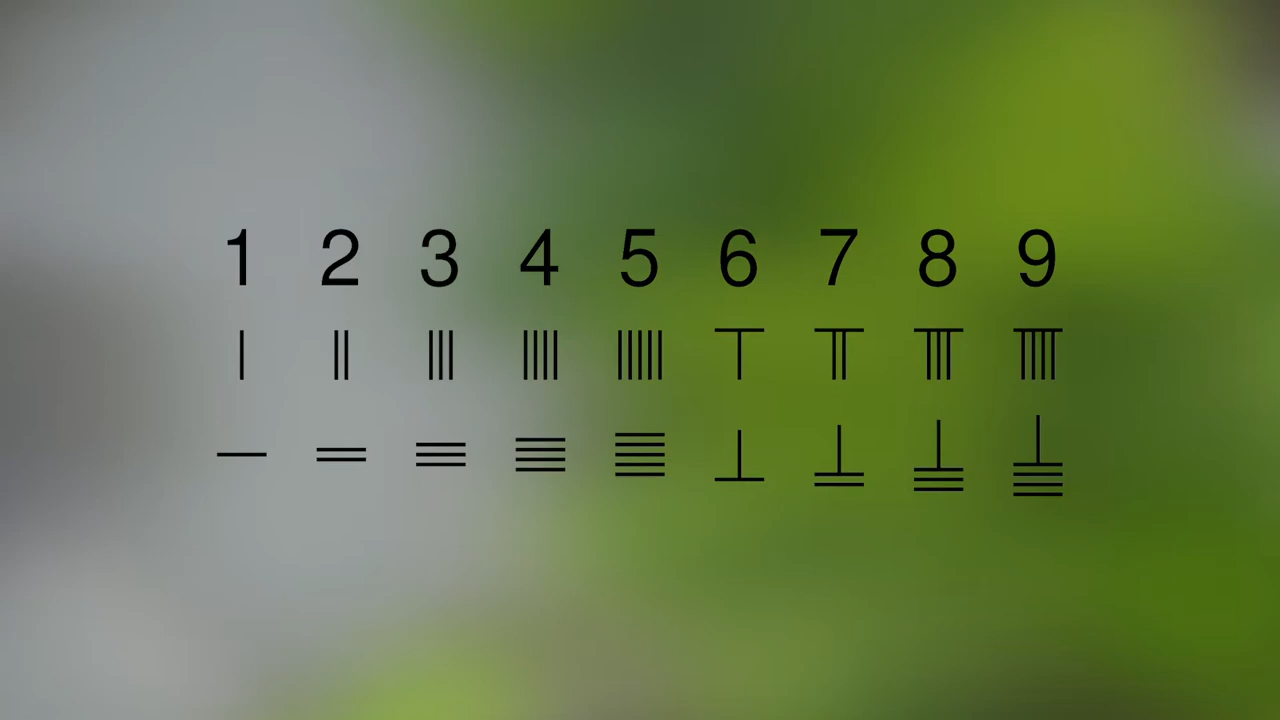 1 2 3 4 5 6 7 8 9
𝍩 𝍪 𝍫 𝍬 𝍭 𝍮 𝍯 𝍰 𝍱
𝍠 𝍡 𝍢 𝍣 𝍤 𝍥 𝍦 𝍧 𝍨